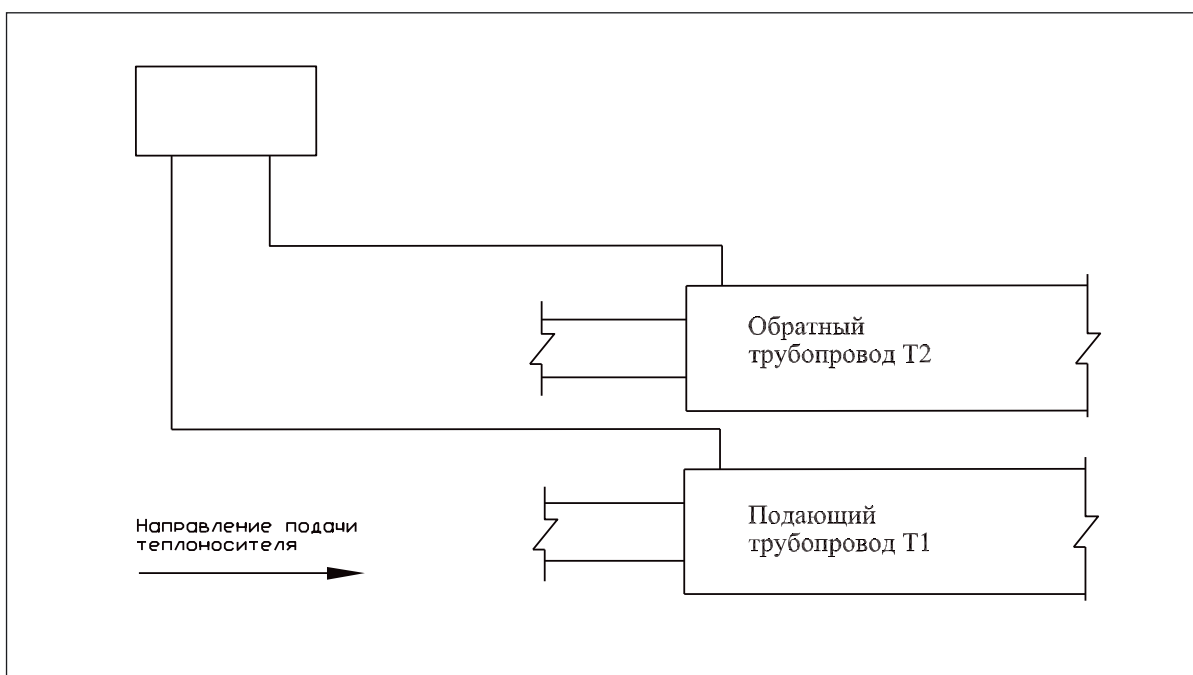 Обратный
трубопровод Т2
Подающий
трубопровод Т1
Направление подачи
теплоносителя